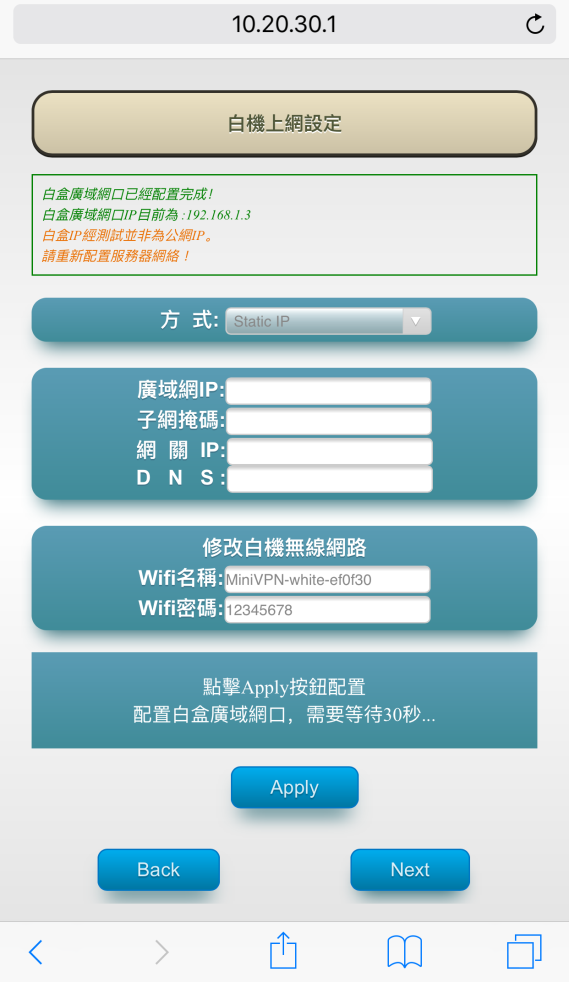 10.20.30.1
白機上網設定
白盒廣域網口已經配置完成!
白盒廣域網口IP目前為 :192.168.1.3
白盒IP經測試並非為公網IP。
請重新配置服務器網絡！
方 式: Static IP
廣域網IP:
子網掩碼:
網 關 IP:
D N S :
修改白機無線網路
Wifi名稱: MiniVPN-white-ef0f30
Wifi密碼: 12345678
點擊Apply按鈕配置
配置白盒廣域網口，需要等待30秒...
Apply
Back Next